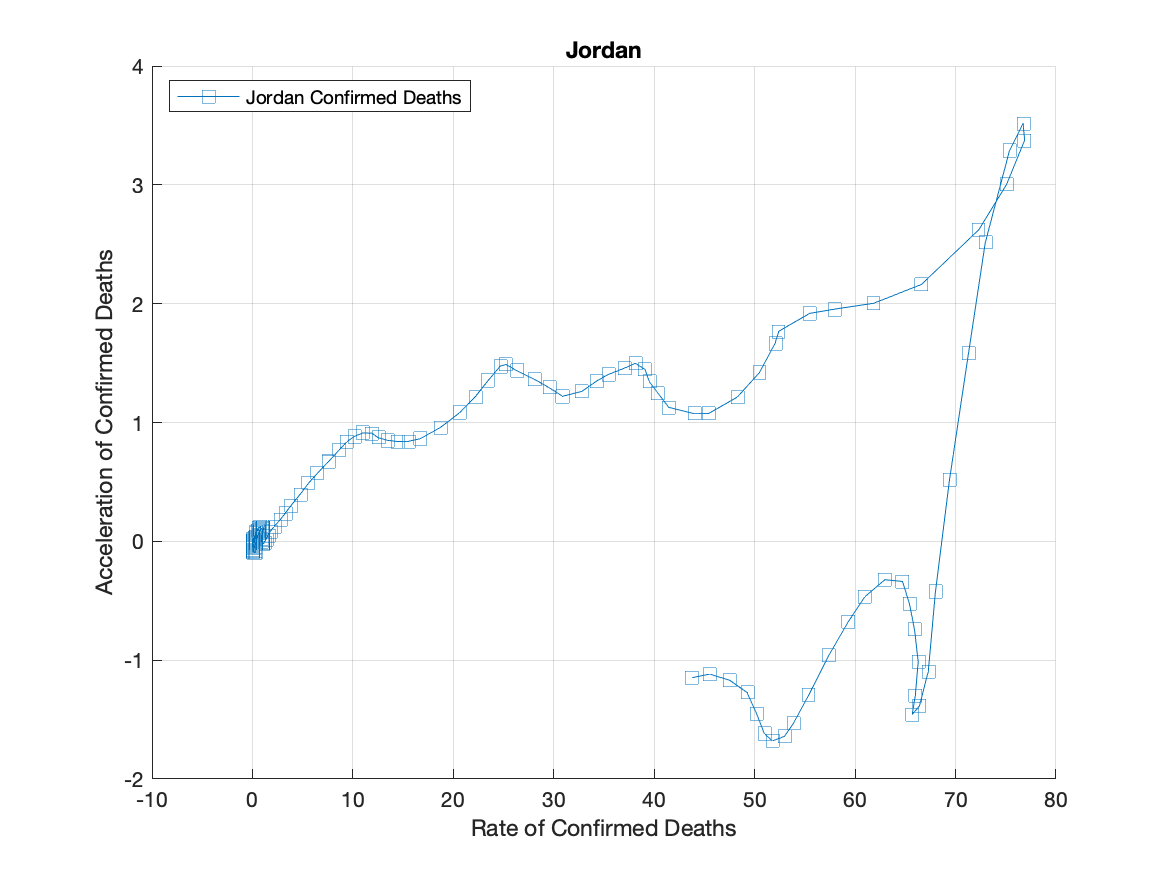 Jordan
Jordan Confirmed Deaths
4
3
2
1
0
-1
-2
Acceleration of Confirmed Deaths
-10 0 10 20 30 40 50 60 70 80
Rate of Confirmed Deaths